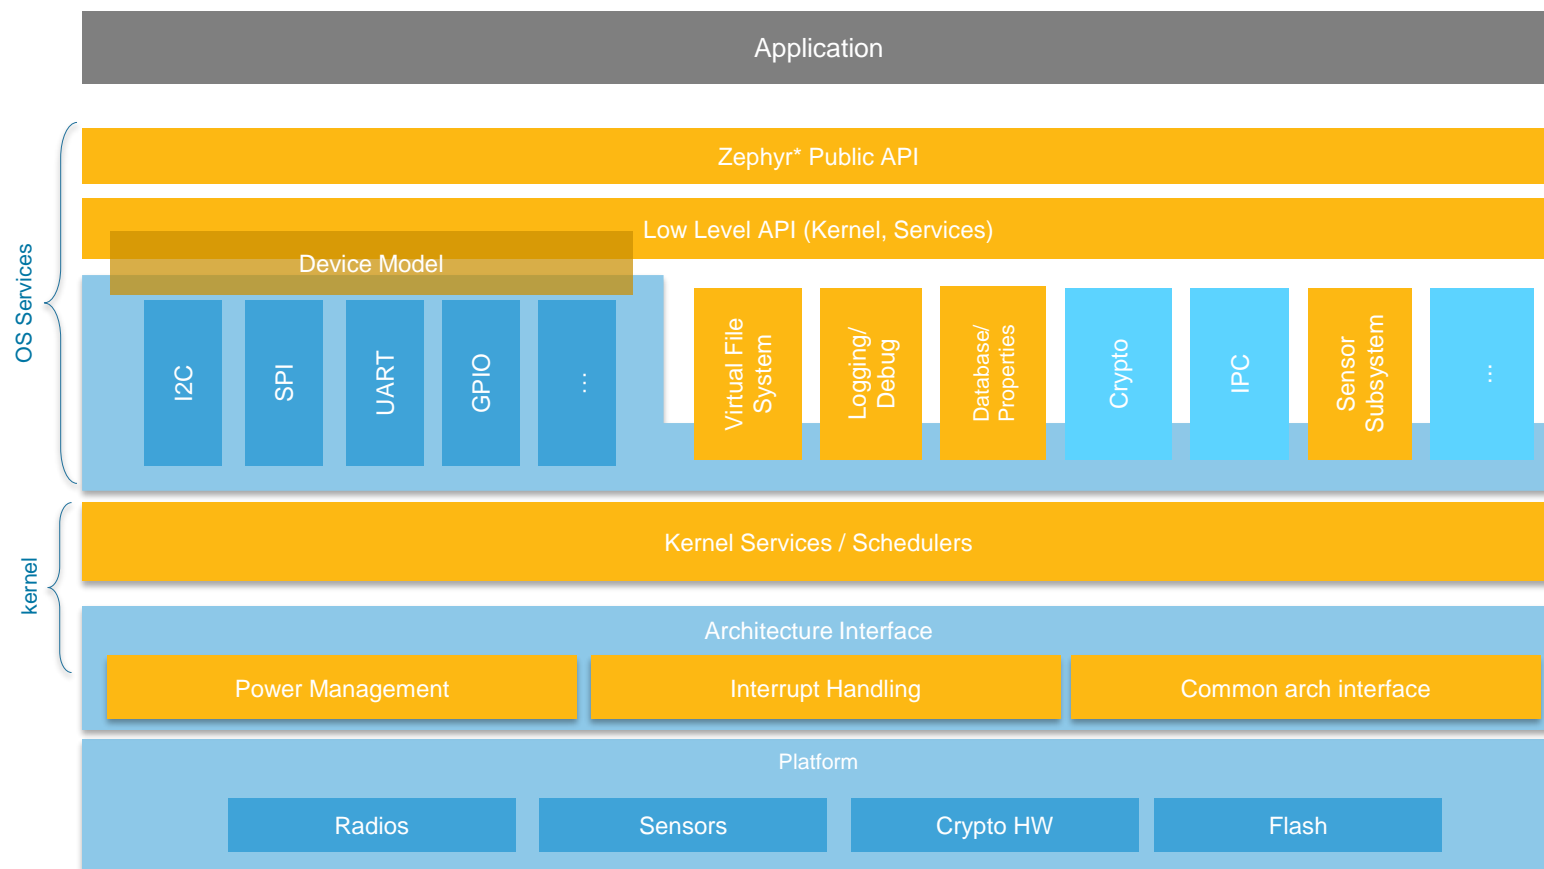 Application
Zephyr* Public API
Low Level API (Kernel, Services)
Device Model
OS Services
I2C
SPI
UART
GPIO
...
Virtual File
System
Logging/
Debug
Database/
Properties
Crypto
IPC
Sensor
Subsystem
...
kernel
Kernel Services / Schedulers
Architecture Interface
Power Management
Interrupt Handling
Common arch interface
Platform
Radios
Sensors
Crypto HW
Flash